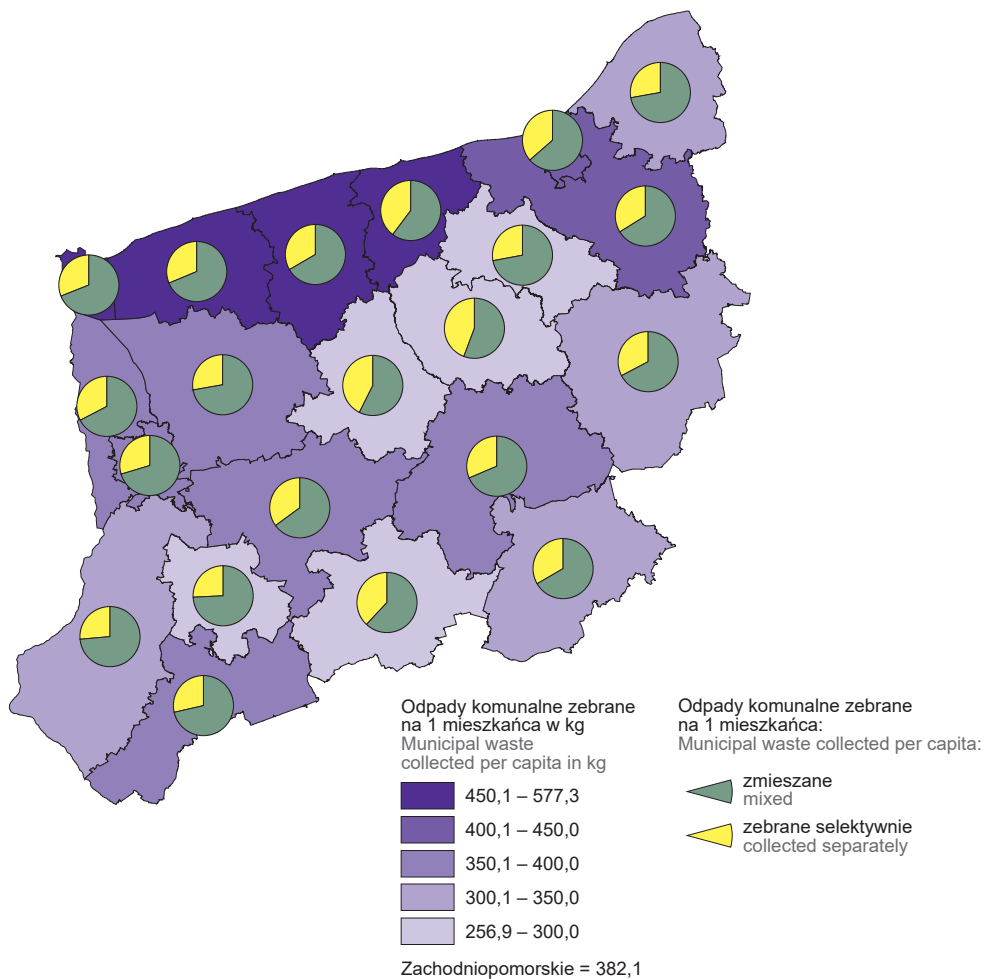 Odpady komunalne zebrane
na 1 mieszkańca w kg
Municipal waste
collected per capita in kg
450,1 – 577,3
400,1 – 450,0
350,1 – 400,0
300,1 – 350,0
256,9 – 300,0
Zachodniopomorskie = 382,1
Odpady komunalne zebrane
na 1 mieszkańca:
Municipal waste collected per capita:
zmieszane
mixed
zebrane selektywnie
collected separately